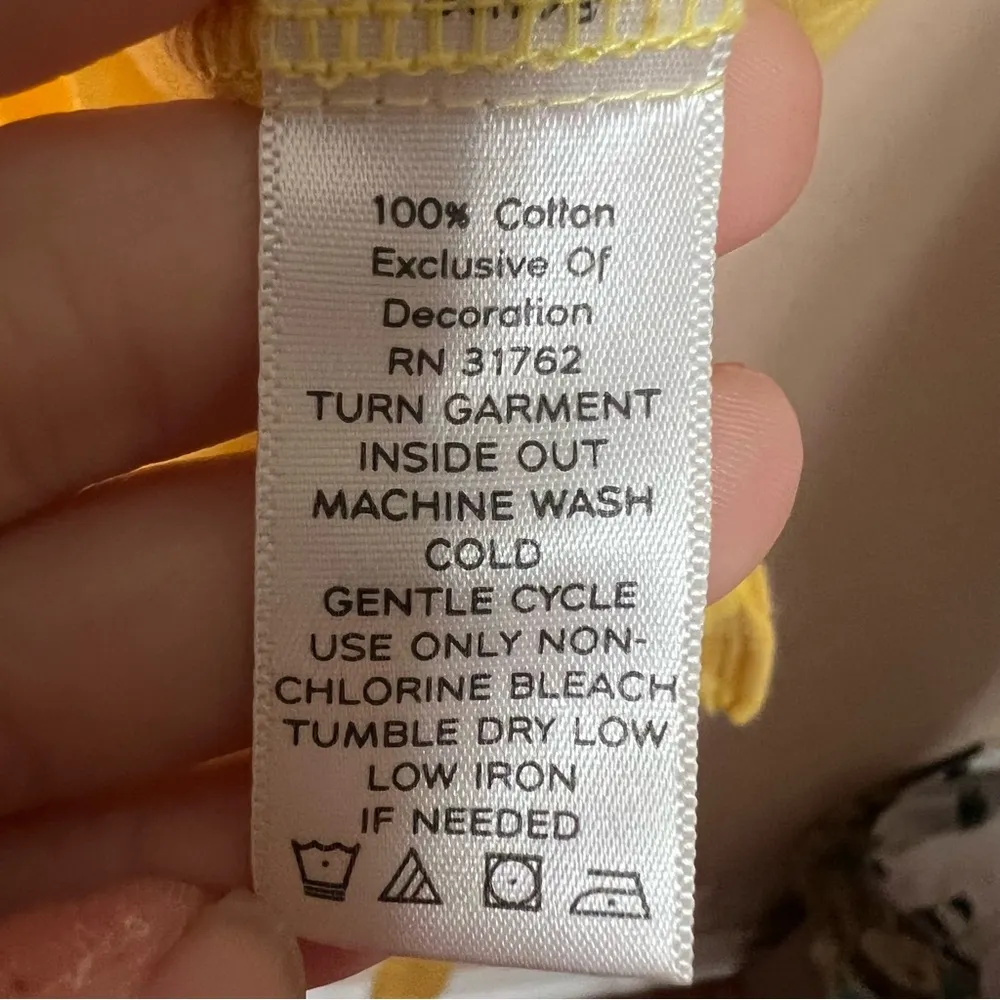 100% Cotton
Exclusive Of
Decoration
RN 31762
TURN GARMENT
INSIDE OUT
MACHINE WASH
COLD
GENTLE CYCLE
USE ONLY NON-
CHLORINE BLEACH
TUMBLE DRY LOW
LOW IRON
IF NEEDED